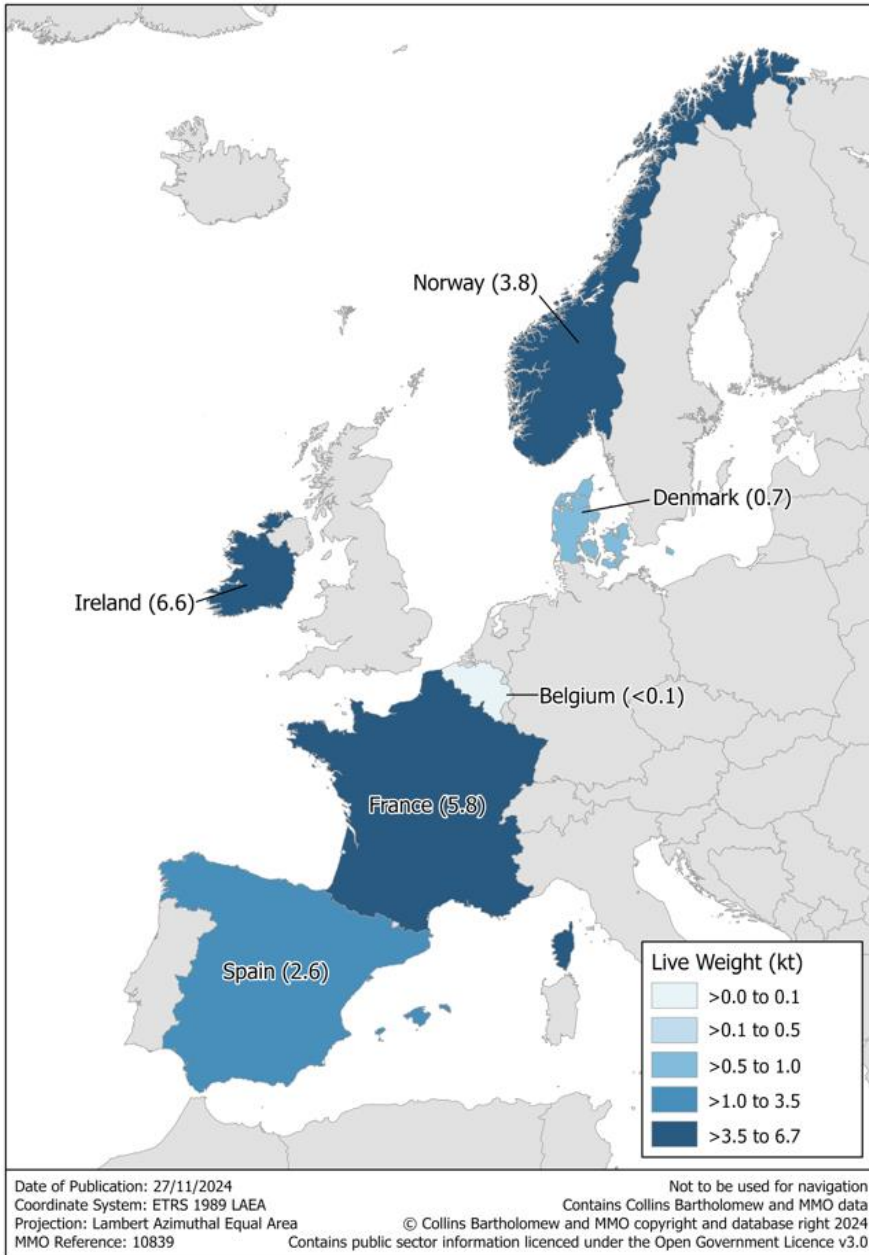 Norway (3.8)
Denmark (0.7)
Ireland (6.6)
Belgium (<0.1)
France (5.8)
Spain (2.6)
Live Weight (kt)
>0.0 to 0.1
>0.1 to 0.5
>0.5 to 1.0
>1.0 to 3.5
>3.5 to 6.7
Date of Publication: 27/11/2024
Coordinate System: ETRS 1989 LAEA
Projection: Lambert Azimuthal Equal Area
MMO Reference: 10839
Not to be used for navigation
Contains Collins Bartholomew and MMO data
© Collins Bartholomew and MMO copyright and database right 2024
Contains public sector information licenced under the Open Government Licence v3.0